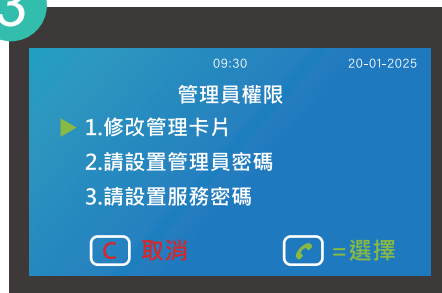 3
09:30 20-01-2025
管理員權限
1.修改管理卡片
2.請設置管理員密碼
3.請設置服務密碼
C 取消 =選擇